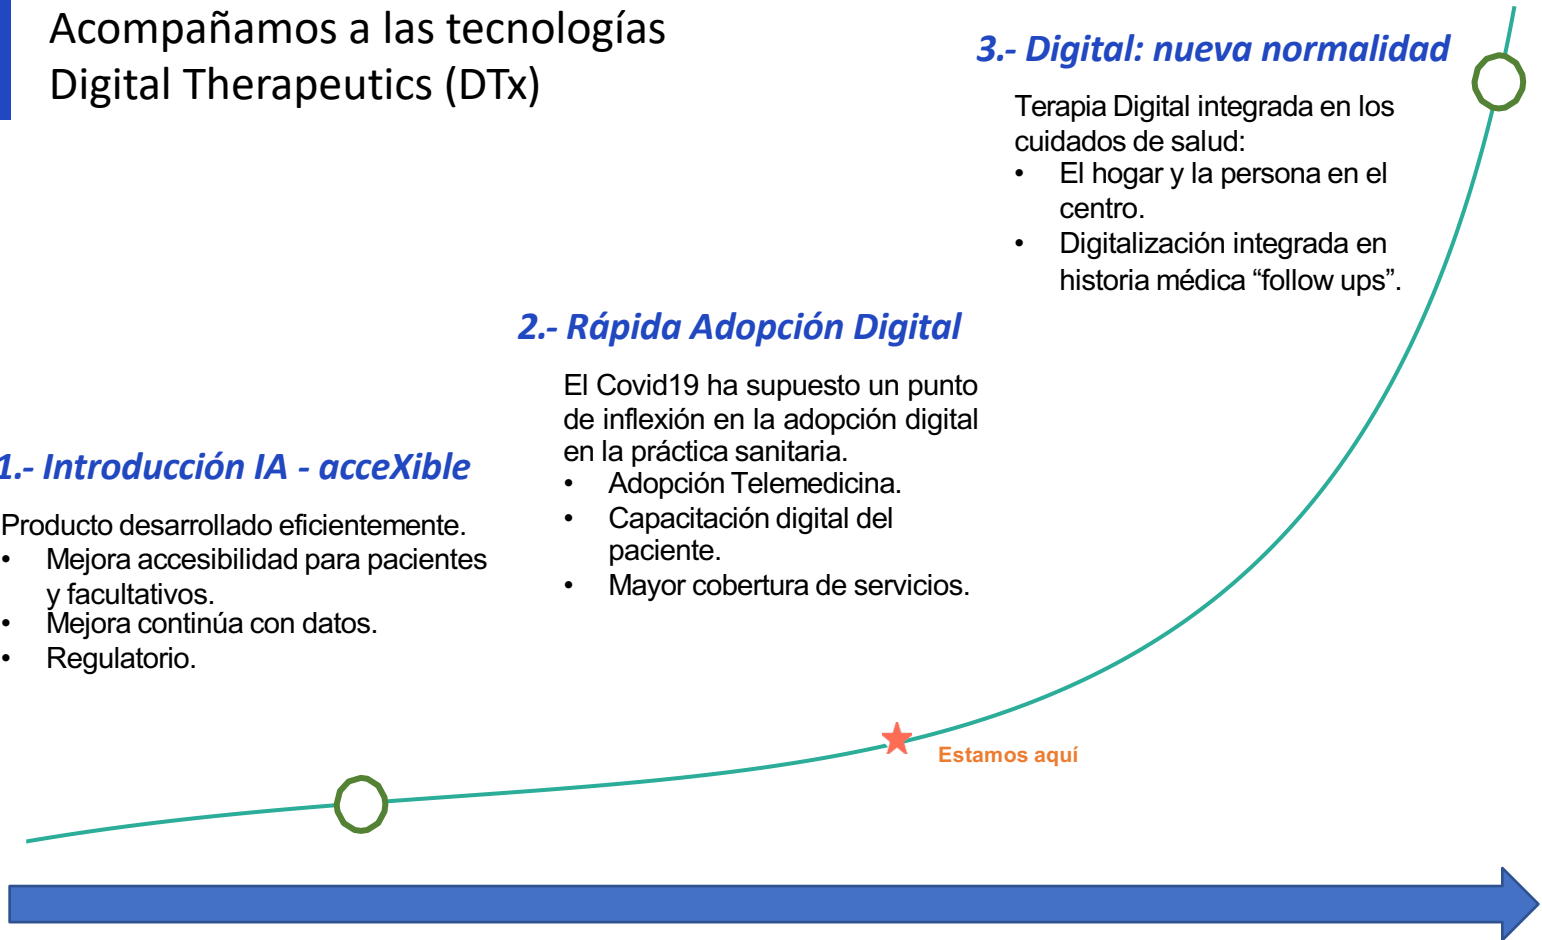 Acompañamos a las tecnologías
Digital Therapeutics (DTx)
3.- Digital: nueva normalidad
Terapia Digital integrada en los
cuidados de salud:
• El hogar y la persona en el
centro.
• Digitalización integrada en
historia médica “follow ups”.
2.- Rápida Adopción Digital
El Covid19 ha supuesto un punto
de inflexión en la adopción digital
en la práctica sanitaria.
• Adopción Telemedicina.
• Capacitación digital del
paciente.
• Mayor cobertura de servicios.
1.- Introducción IA - acceXible
Producto desarrollado eficientemente.
• Mejora accesibilidad para pacientes
y facultativos.
• Mejora continúa con datos.
• Regulatorio.
Estamos aquí